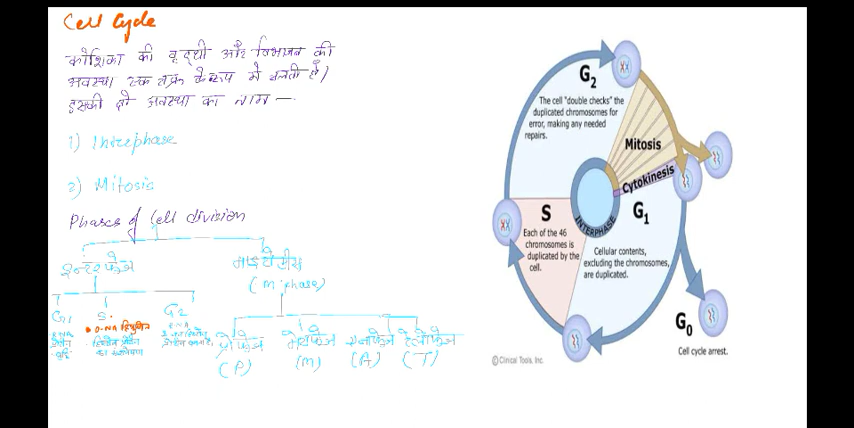 Cell Cycle
कोशिका की वृद्धी और विभाजन की
अवस्था एक चक्र के रूप में चलती है/
इसकी दो अवस्था का नाम —
1) Interphase
2) Mitosis
Phases of Cell division
इन्टरफेज
माइटोसीस
(M phase)
G1
S.
G2
प्रोफेज
मेटाफेज
एनाफेज
टेलोफेज
(P)
(M)
(A)
(T)
G2
The cell "double checks" the
duplicated chromosomes for
error, making any needed
repairs.
Mitosis
Cytokinesis
INTERPHASE
S
Each of the 46
chromosomes is
duplicated by the
cell.
G1
Cellular contents,
excluding the chromosomes,
are duplicated.
G0
Cell cycle arrest.
© Clinical Tools, Inc.